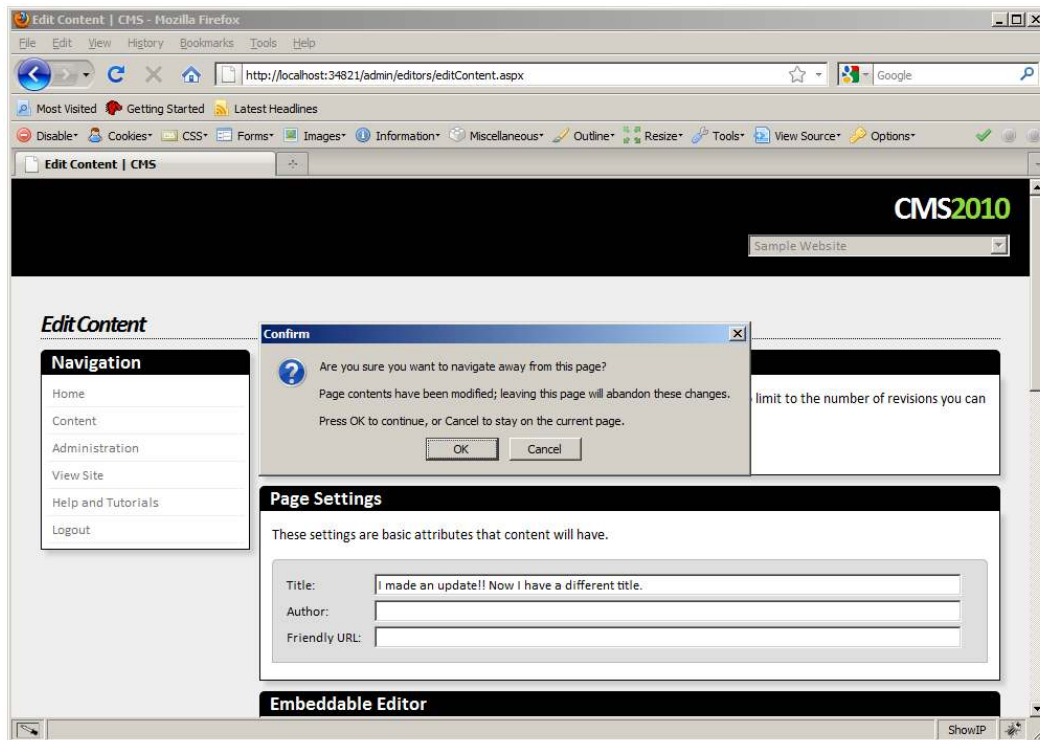 Edit Content | CMS - Mozilla Firefox
File Edit View History Bookmarks Tools Help
http://localhost:34821/admin/editors/editContent.aspx
Google
Most Visited Getting Started Latest Headlines
Disable Cookies CSS Forms Images Information Miscellaneous Outline Resize Tools View Source Options
Edit Content | CMS
CMS2010
Sample Website
Edit Content
Navigation
Home
Content
Administration
View Site
Help and Tutorials
Logout
Confirm
Are you sure you want to navigate away from this page?
Page contents have been modified; leaving this page will abandon these changes.
Press OK to continue, or Cancel to stay on the current page.
OK Cancel
limit to the number of revisions you can
Page Settings
These settings are basic attributes that content will have.
Title: I made an update!! Now I have a different title.
Author:
Friendly URL:
Embeddable Editor
ShowIP